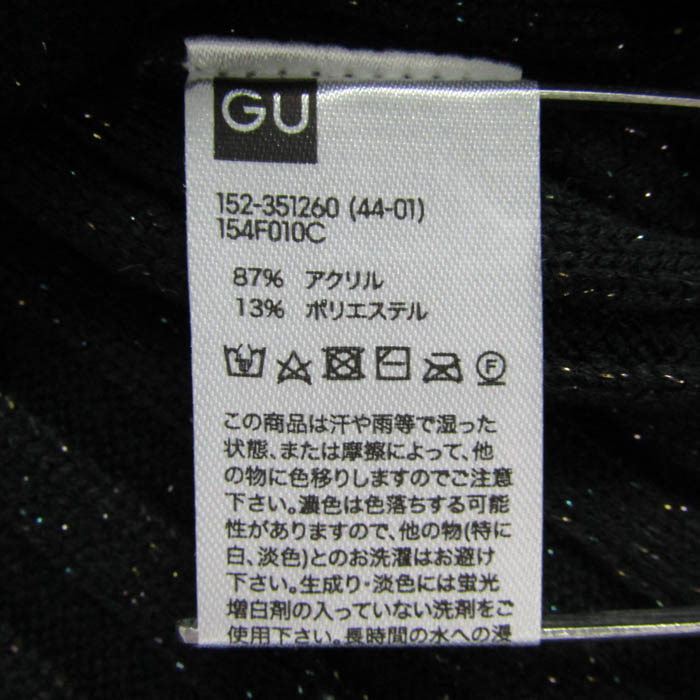 GU
152-351260 (44-01)
154F010C
87% アクリル
13% ポリエステル
F
この商品は汗や雨等で湿った
状態、または摩擦によって、他
の物に色移りしますのでご注意
下さい。濃色は色落ちする可能
性がありますので、他の物(特に
白、淡色)とのお洗濯はお避け
下さい。生成り・淡色には蛍光
増白剤の入っていない洗剤をご
使用下さい。長時間の水への浸